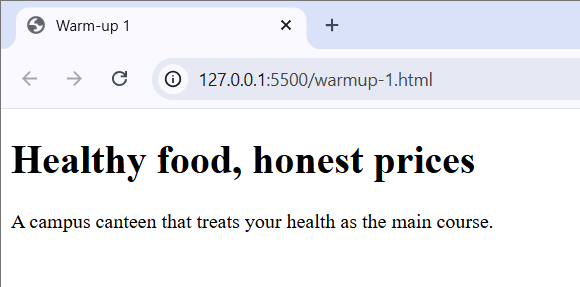 Warm-up 1
127.0.0.1:5500/warmup-1.html
Healthy food, honest prices
A campus canteen that treats your health as the main course.